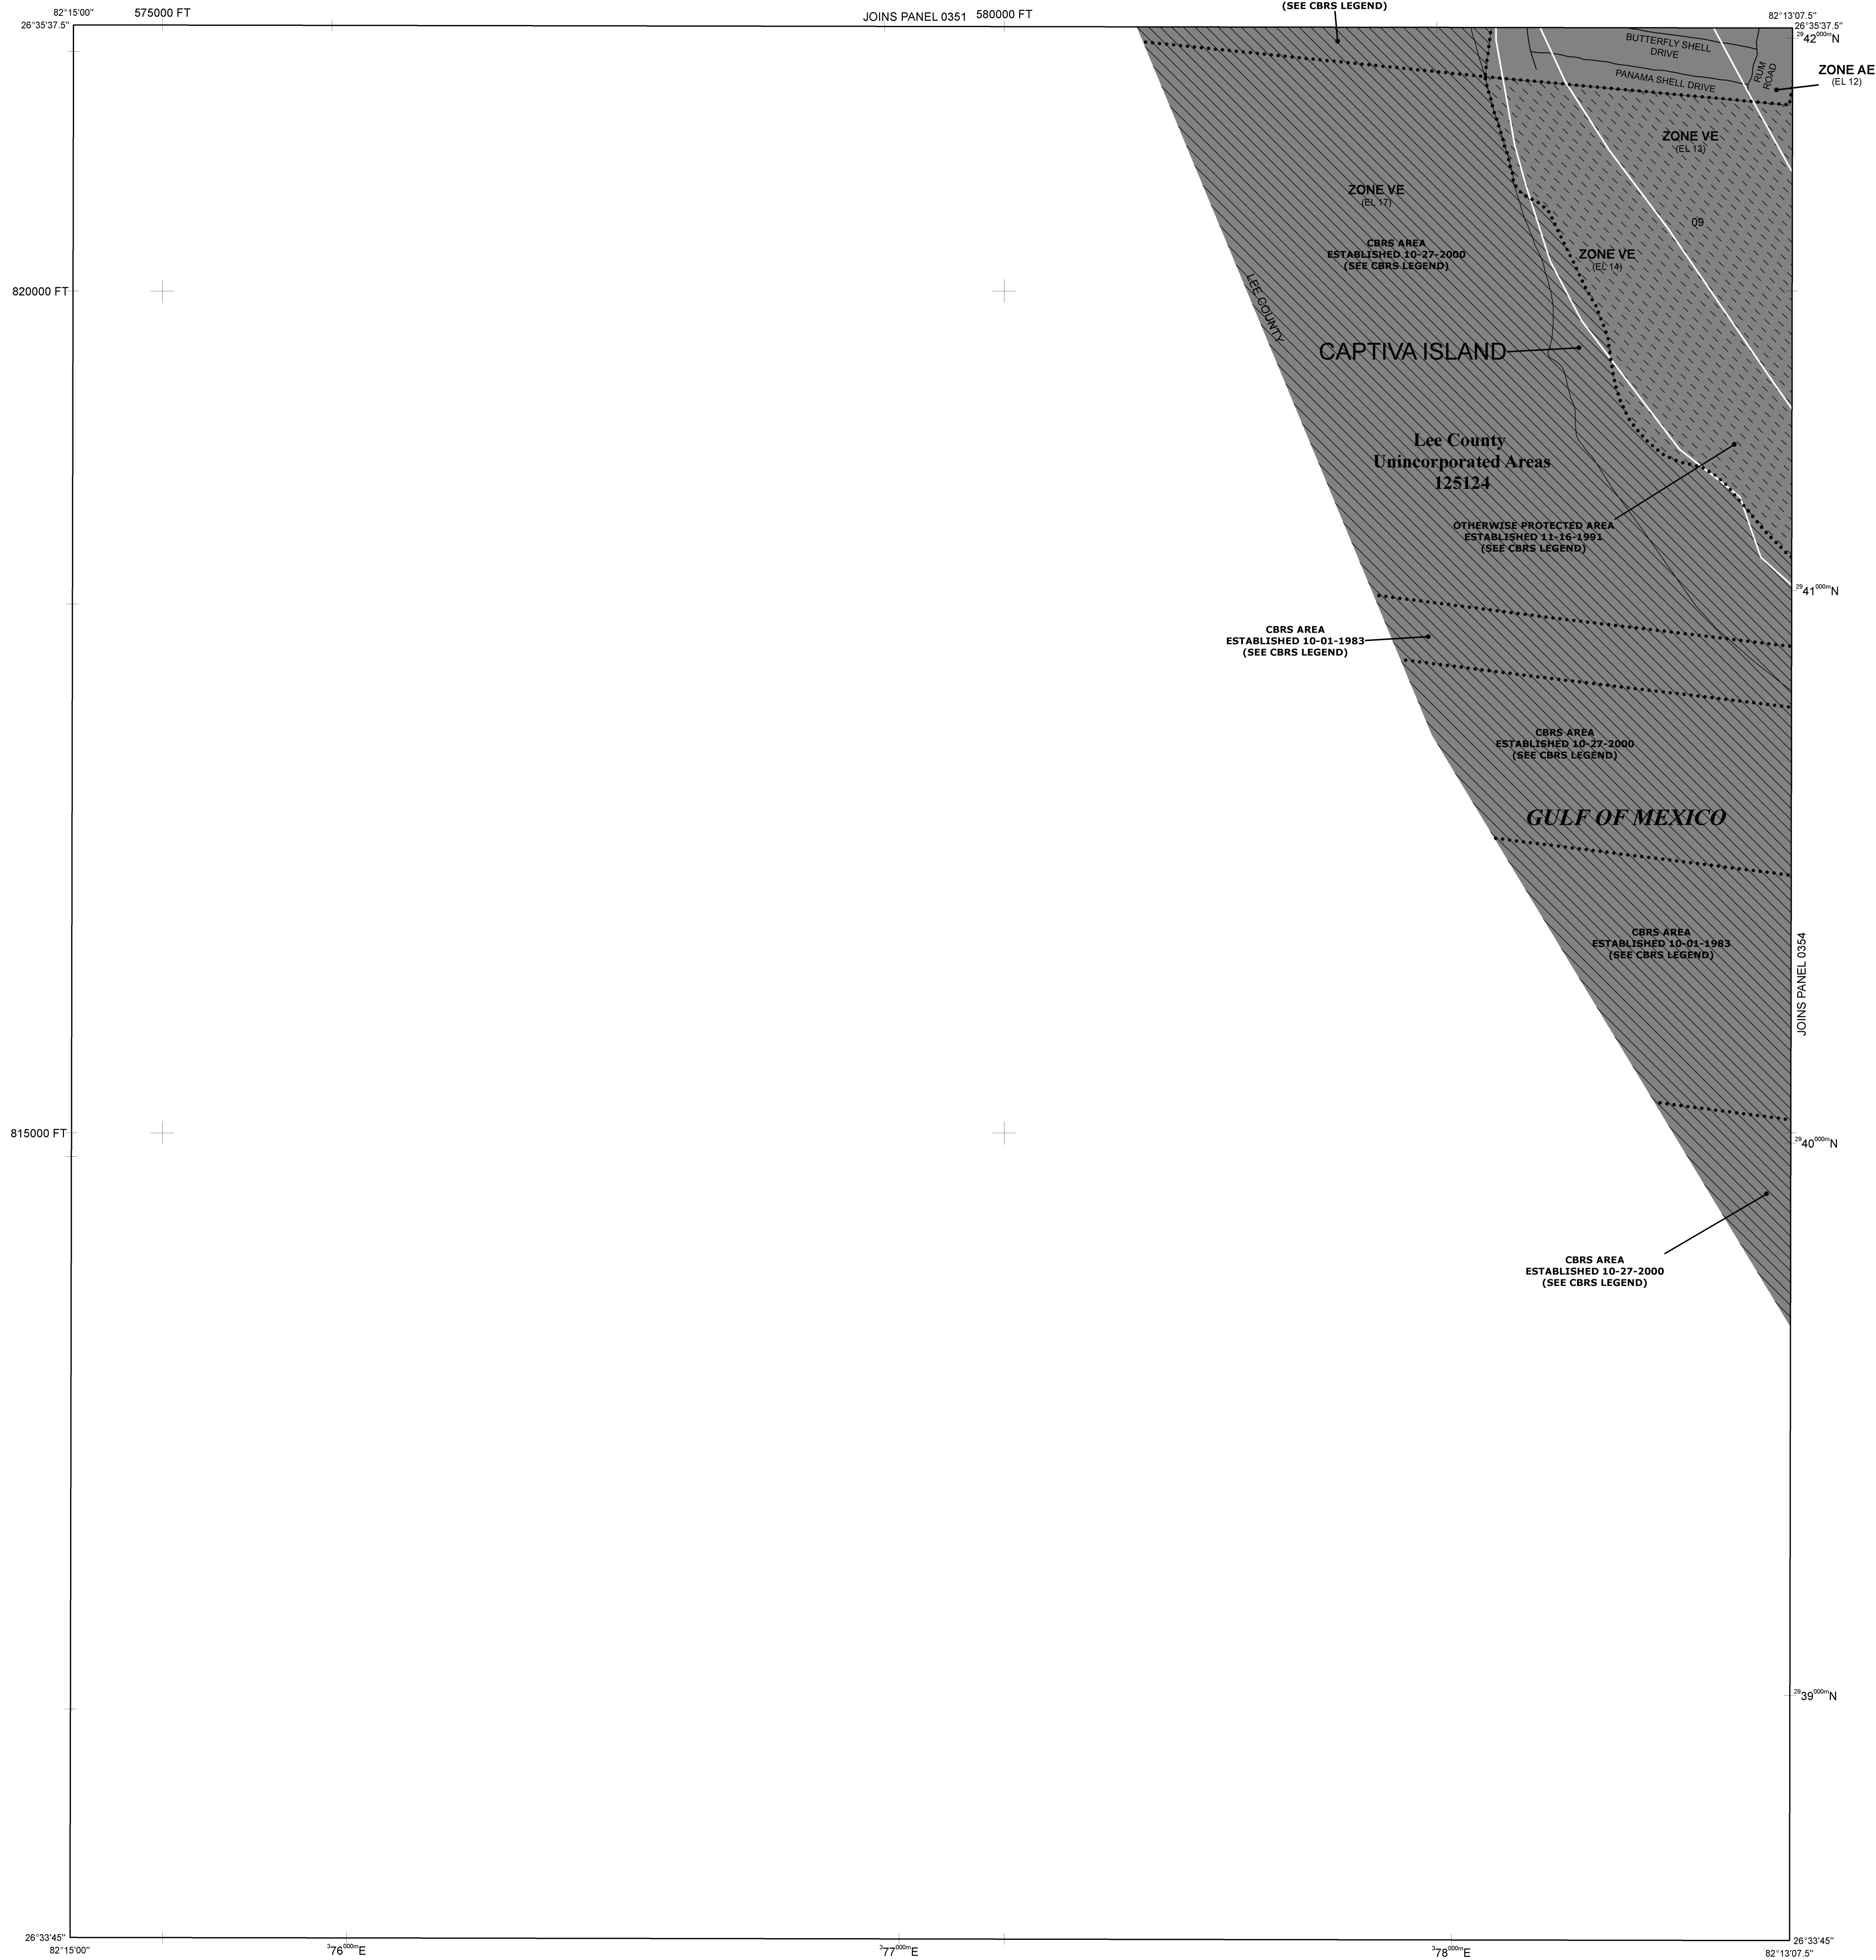 (SEE CBRS LEGEND)
82°15'00"
575000 FT
JOINS PANEL 0351
580000 FT
82°13'07.5"
26°35'37.5"
26°35'37.5"
2942000mN
BUTTERFLY SHELL
DRIVE
PANAMA SHELL DRIVE
RUM
ROAD
ZONE AE
(EL 12)
ZONE VE
(EL 13)
ZONE VE
(EL 17)
09
CBRS AREA
ESTABLISHED 10-27-2000
(SEE CBRS LEGEND)
ZONE VE
(EL 14)
820000 FT
LEE COUNTY
CAPTIVA ISLAND
Lee County
Unincorporated Areas
125124
OTHERWISE PROTECTED AREA
ESTABLISHED 11-16-1991
(SEE CBRS LEGEND)
2941000mN
CBRS AREA
ESTABLISHED 10-01-1983
(SEE CBRS LEGEND)
CBRS AREA
ESTABLISHED 10-27-2000
(SEE CBRS LEGEND)
GULF OF MEXICO
CBRS AREA
ESTABLISHED 10-01-1983
(SEE CBRS LEGEND)
JOINS PANEL 0354
815000 FT
2940000mN
CBRS AREA
ESTABLISHED 10-27-2000
(SEE CBRS LEGEND)
2939000mN
26°33'45"
26°33'45"
82°15'00"
376000mE
377000mE
378000mE
82°13'07.5"